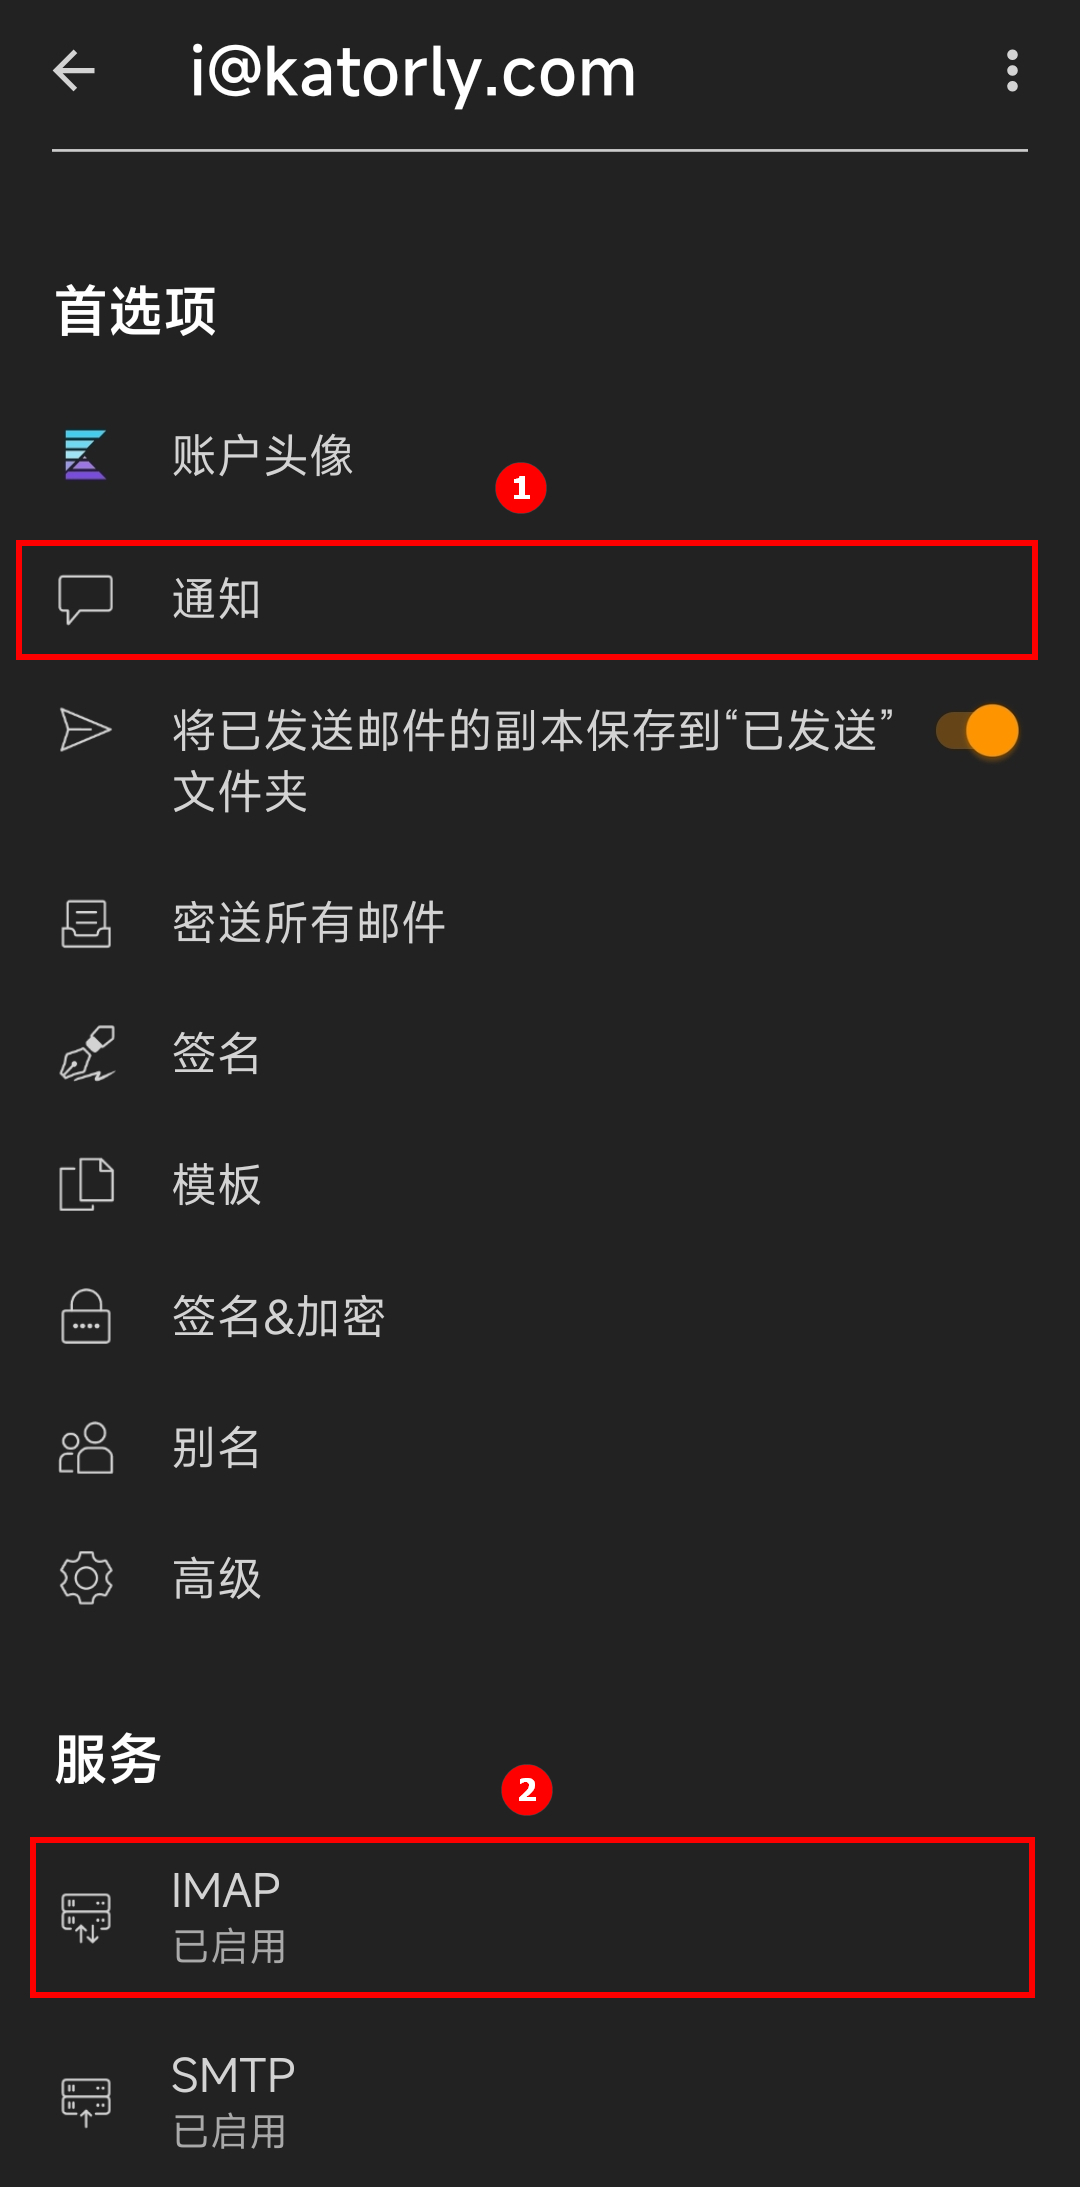 i@katorly.com
首选项
账户头像
1
通知
将已发送邮件的副本保存到“已发送”
文件夹
密送所有邮件
签名
模板
签名&加密
别名
高级
服务
2
IMAP
已启用
SMTP
已启用